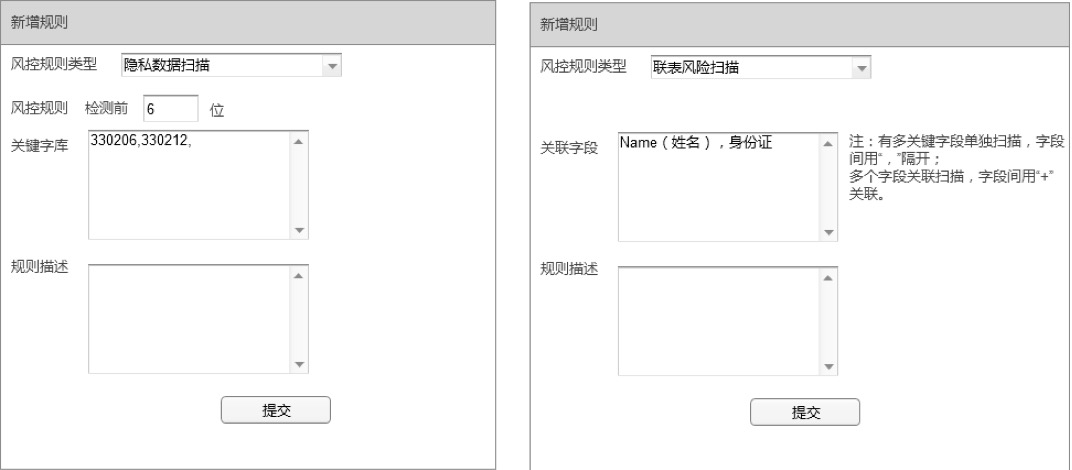 新增规则
风控规则类型 隐私数据扫描
风控规则 检测前 6 位
关键字库 330206,330212,
规则描述
提交
新增规则
风控规则类型 联表风险扫描
关联字段 Name（姓名），身份证
注：有多关键字段单独扫描，字段
间用“，”隔开；
多个字段关联扫描，字段间用“+”
关联。
规则描述
提交